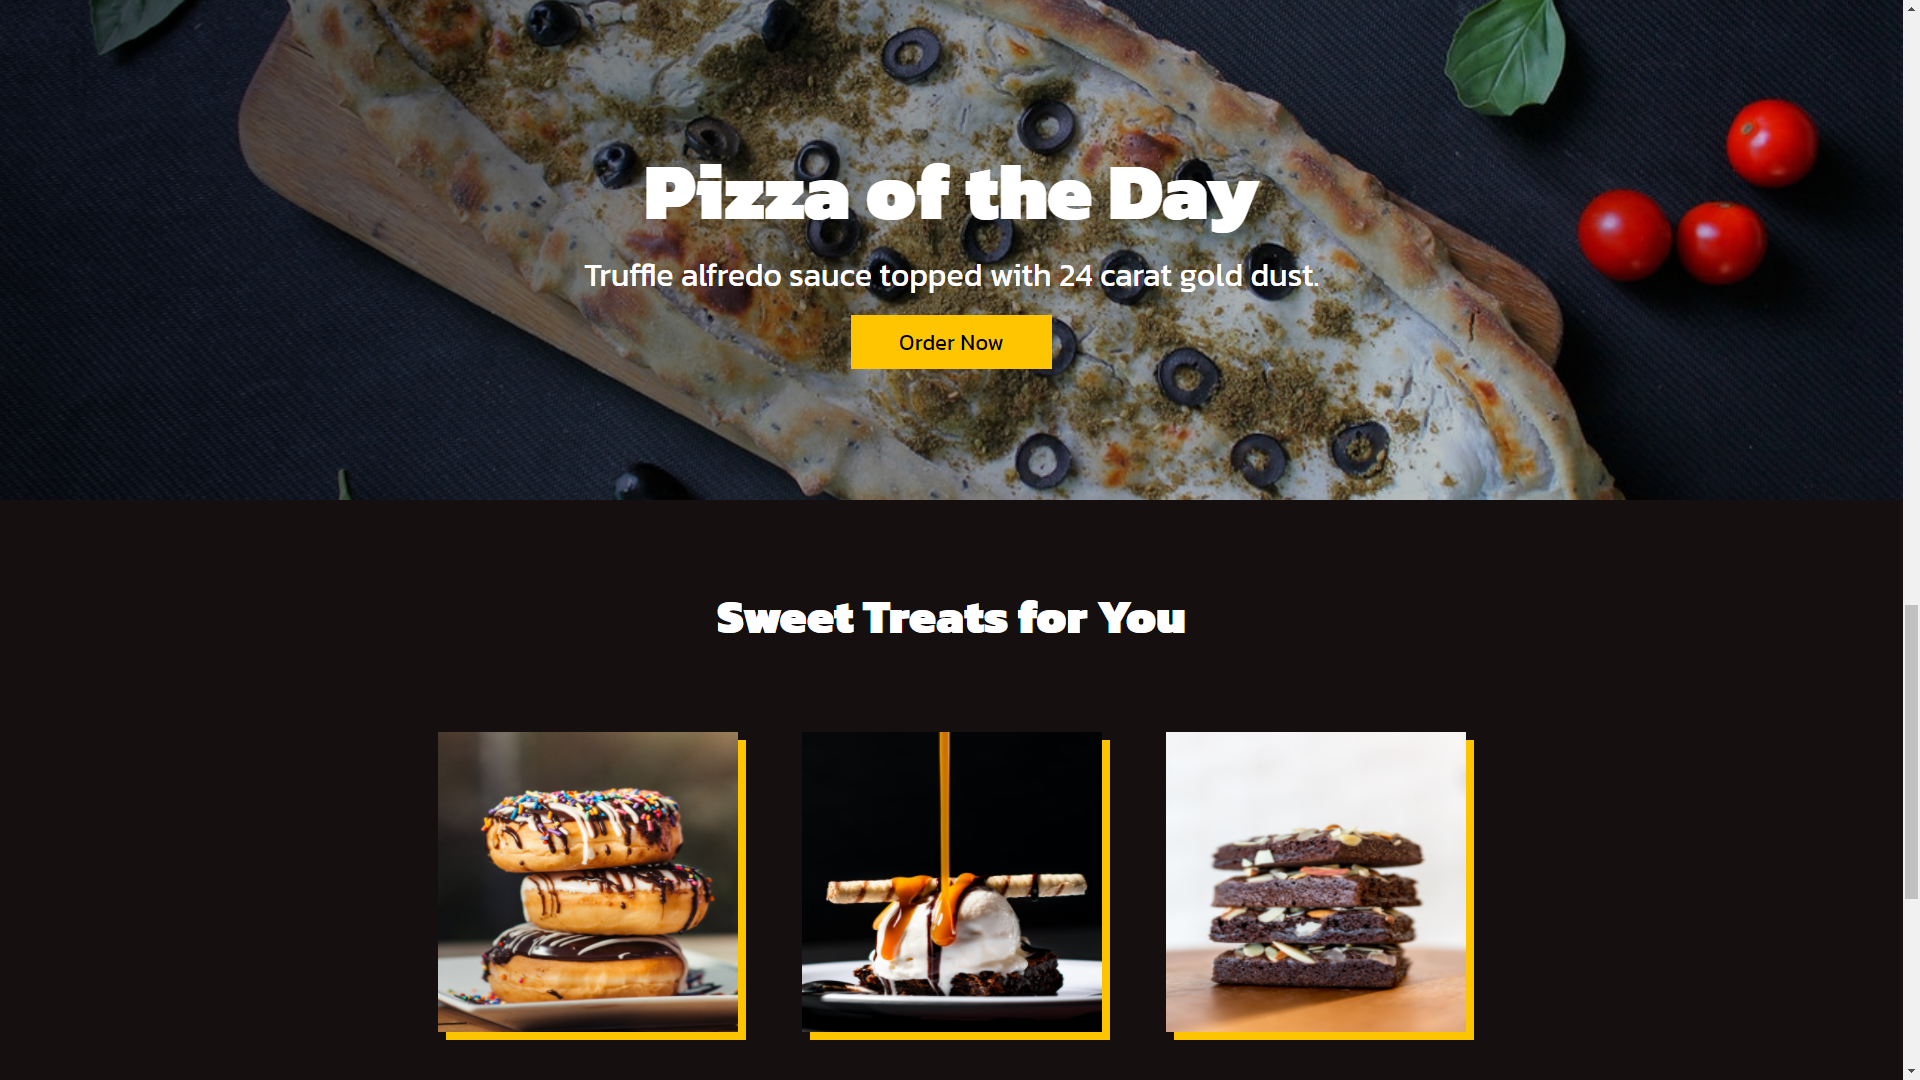 Pizza of the Day
Truffle alfredo sauce topped with 24 carat gold dust.
Order Now
Sweet Treats for You